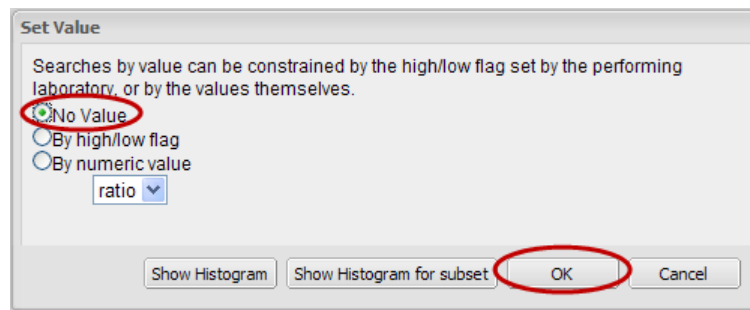 Set Value
Searches by value can be constrained by the high/low flag set by the performing
laboratory, or by the values themselves.
No Value
By high/low flag
By numeric value
ratio
Show Histogram Show Histogram for subset OK Cancel